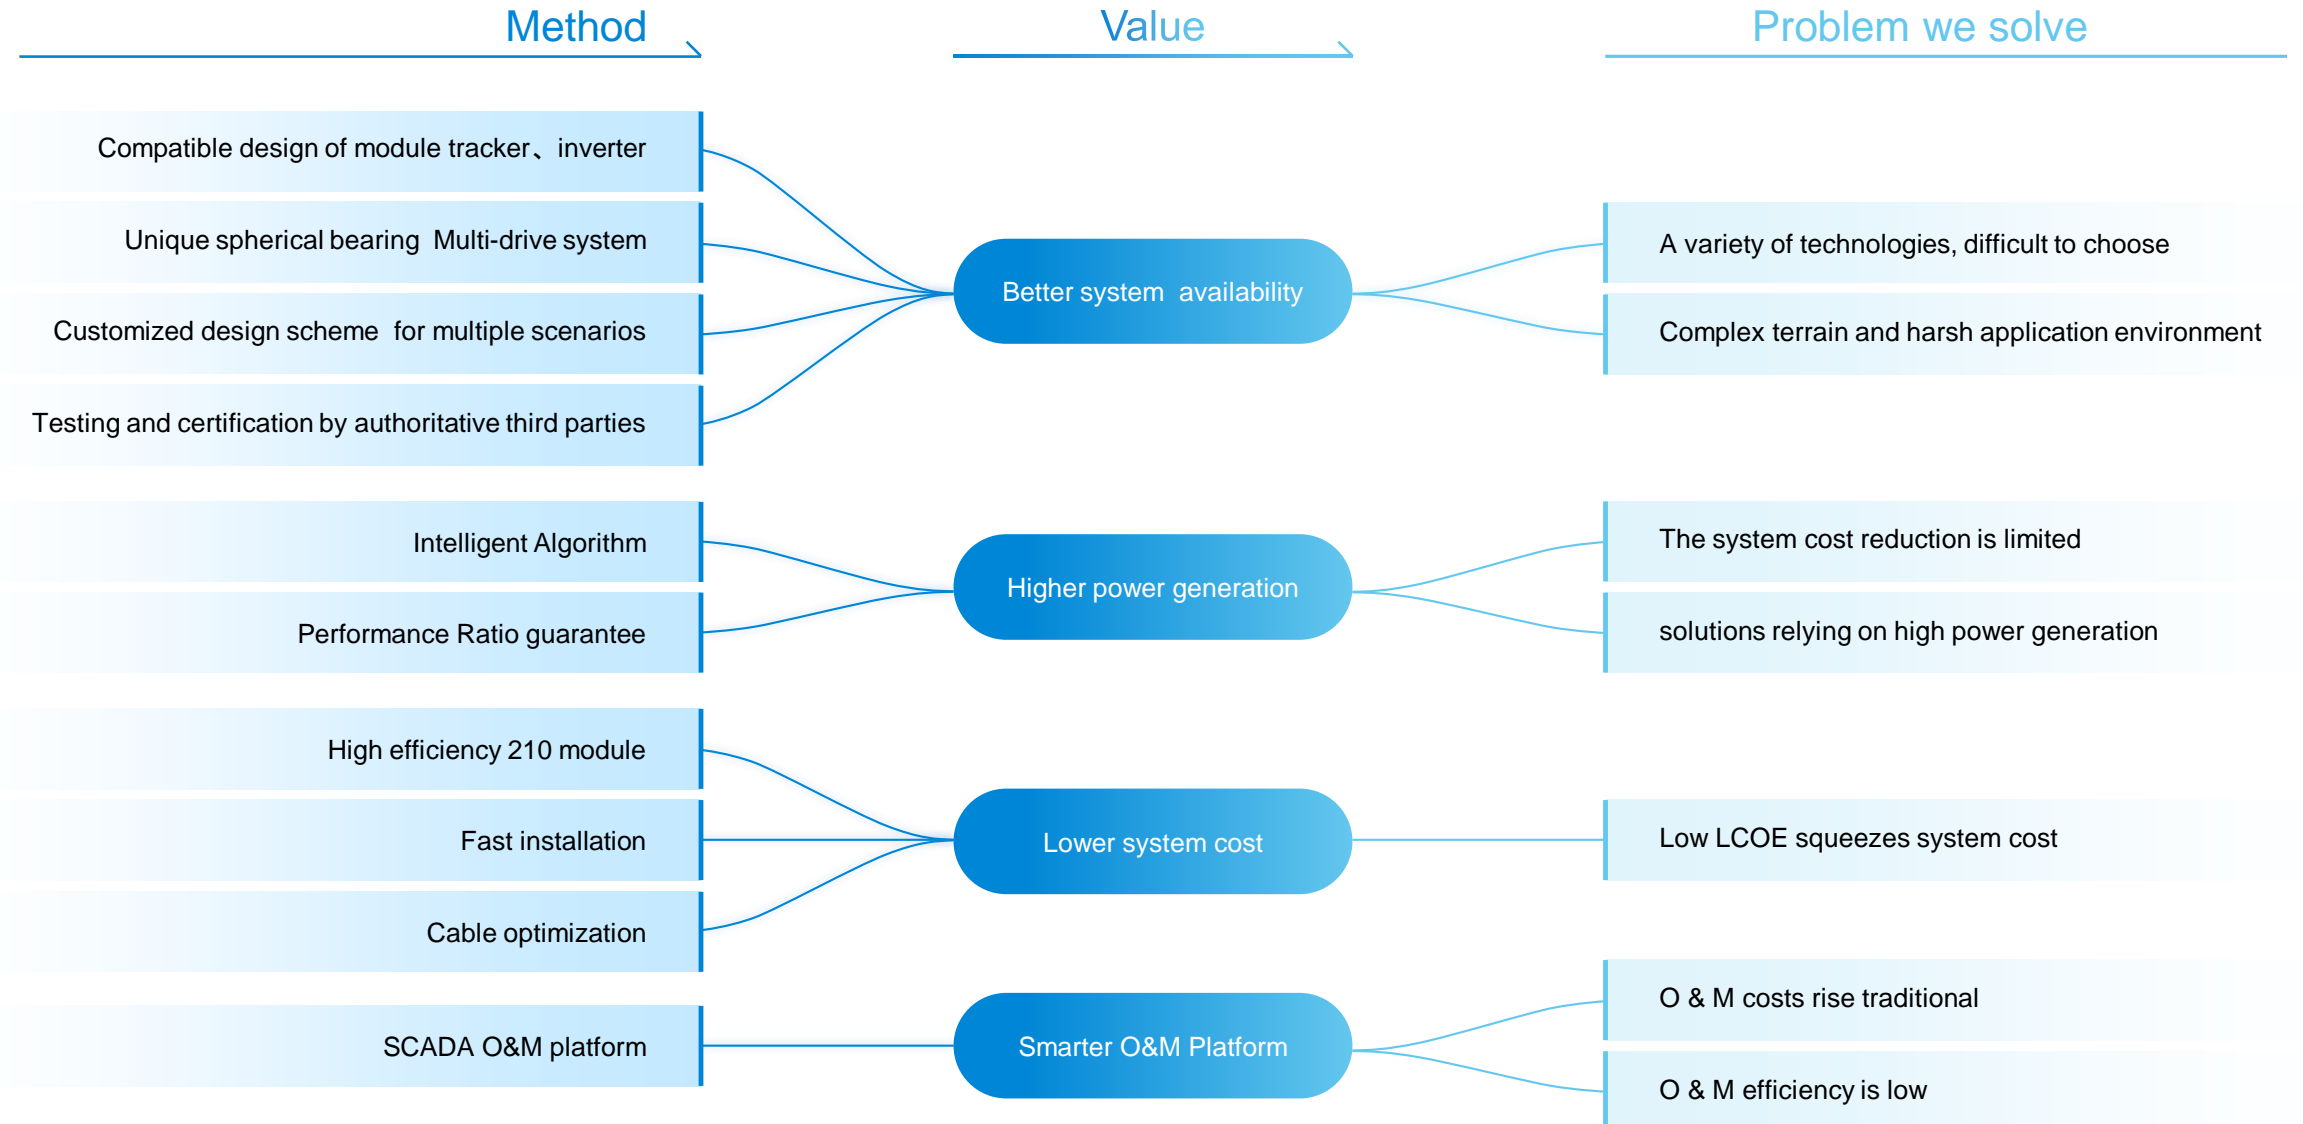 Method
Value
Problem we solve
Compatible design of module tracker、inverter
Unique spherical bearing Multi-drive system
Customized design scheme for multiple scenarios
Testing and certification by authoritative third parties
Better system availability
A variety of technologies, difficult to choose
Complex terrain and harsh application environment
Intelligent Algorithm
Performance Ratio guarantee
Higher power generation
The system cost reduction is limited
solutions relying on high power generation
High efficiency 210 module
Fast installation
Cable optimization
Lower system cost
Low LCOE squeezes system cost
SCADA O&M platform
Smarter O&M Platform
O & M costs rise traditional
O & M efficiency is low